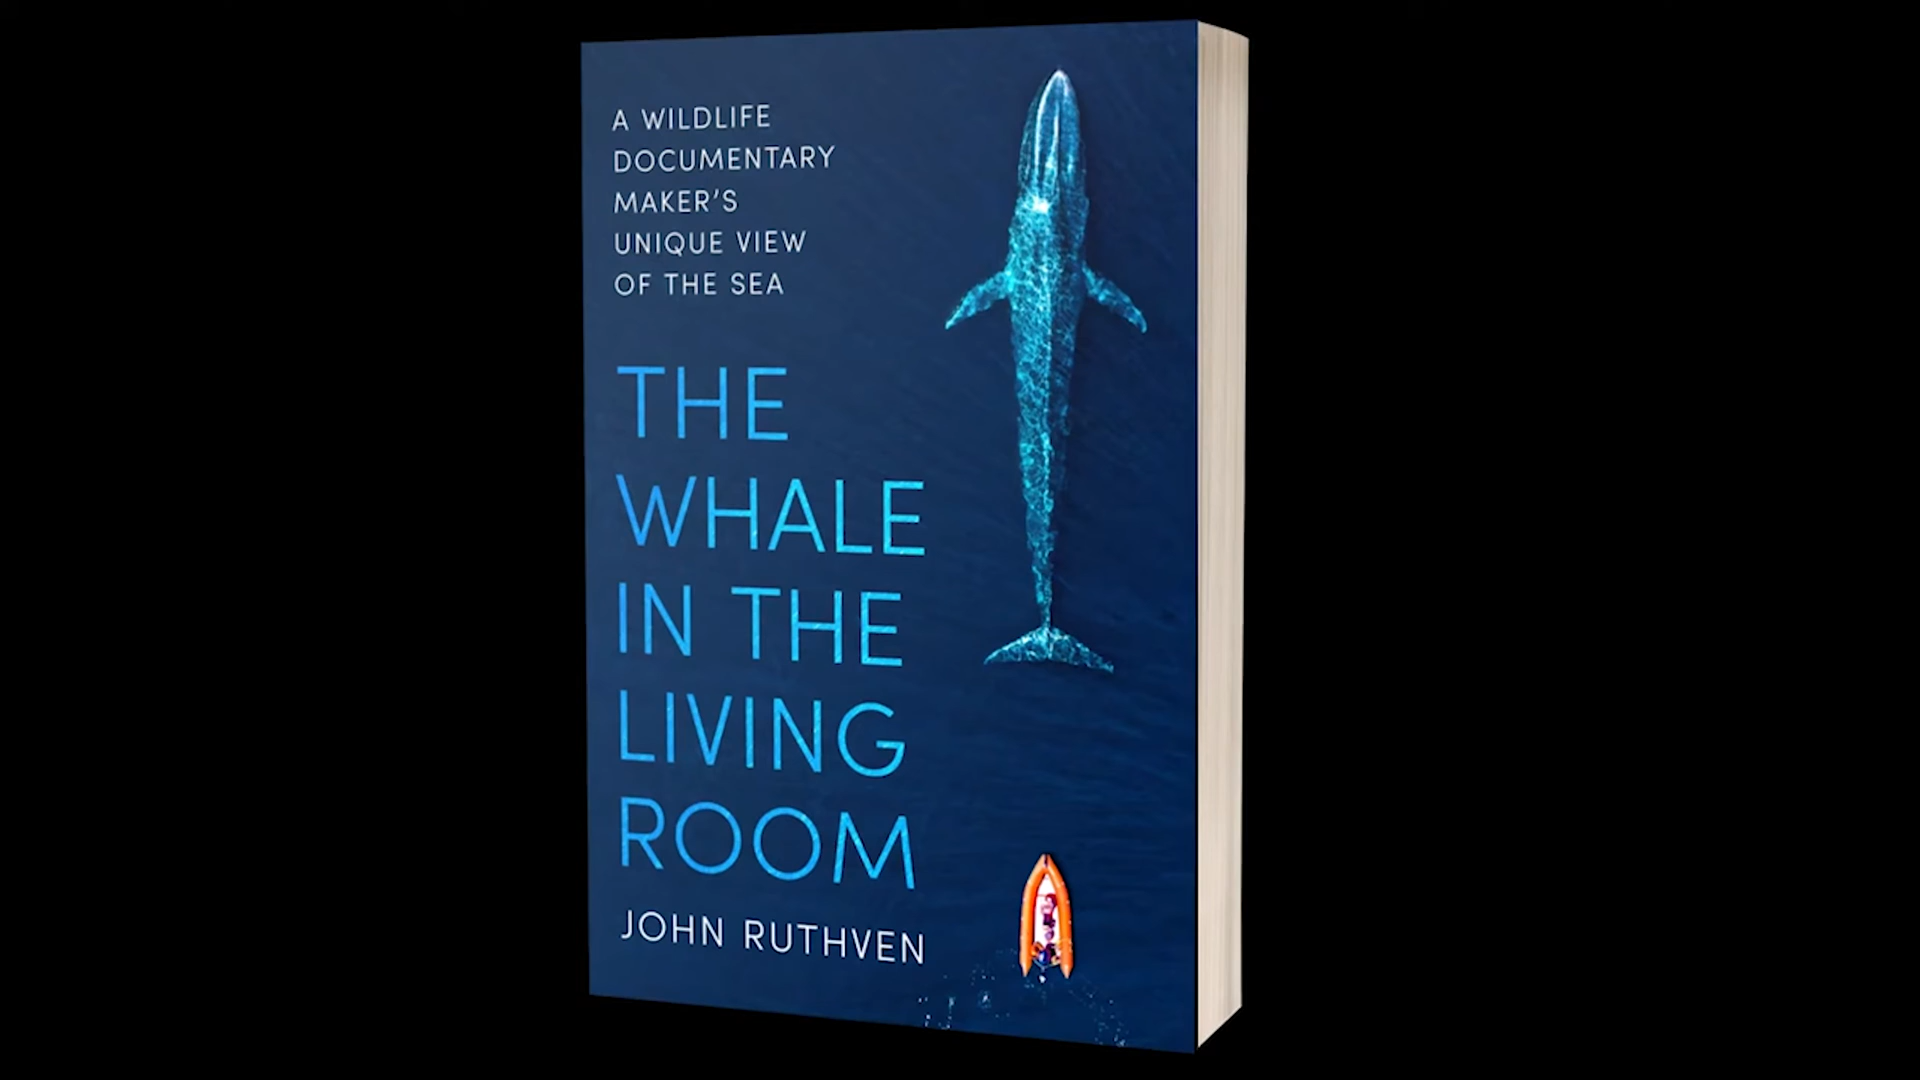 A WILDLIFE
DOCUMENTARY
MAKER'S
UNIQUE VIEW
OF THE SEA
THE
WHALE
IN THE
LIVING
ROOM
JOHN RUTHVEN